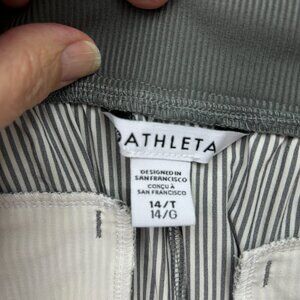 ATHLETA
DESIGNED IN
SAN FRANCISCO
CONÇU À
SAN FRANCISCO
14/T
14/G